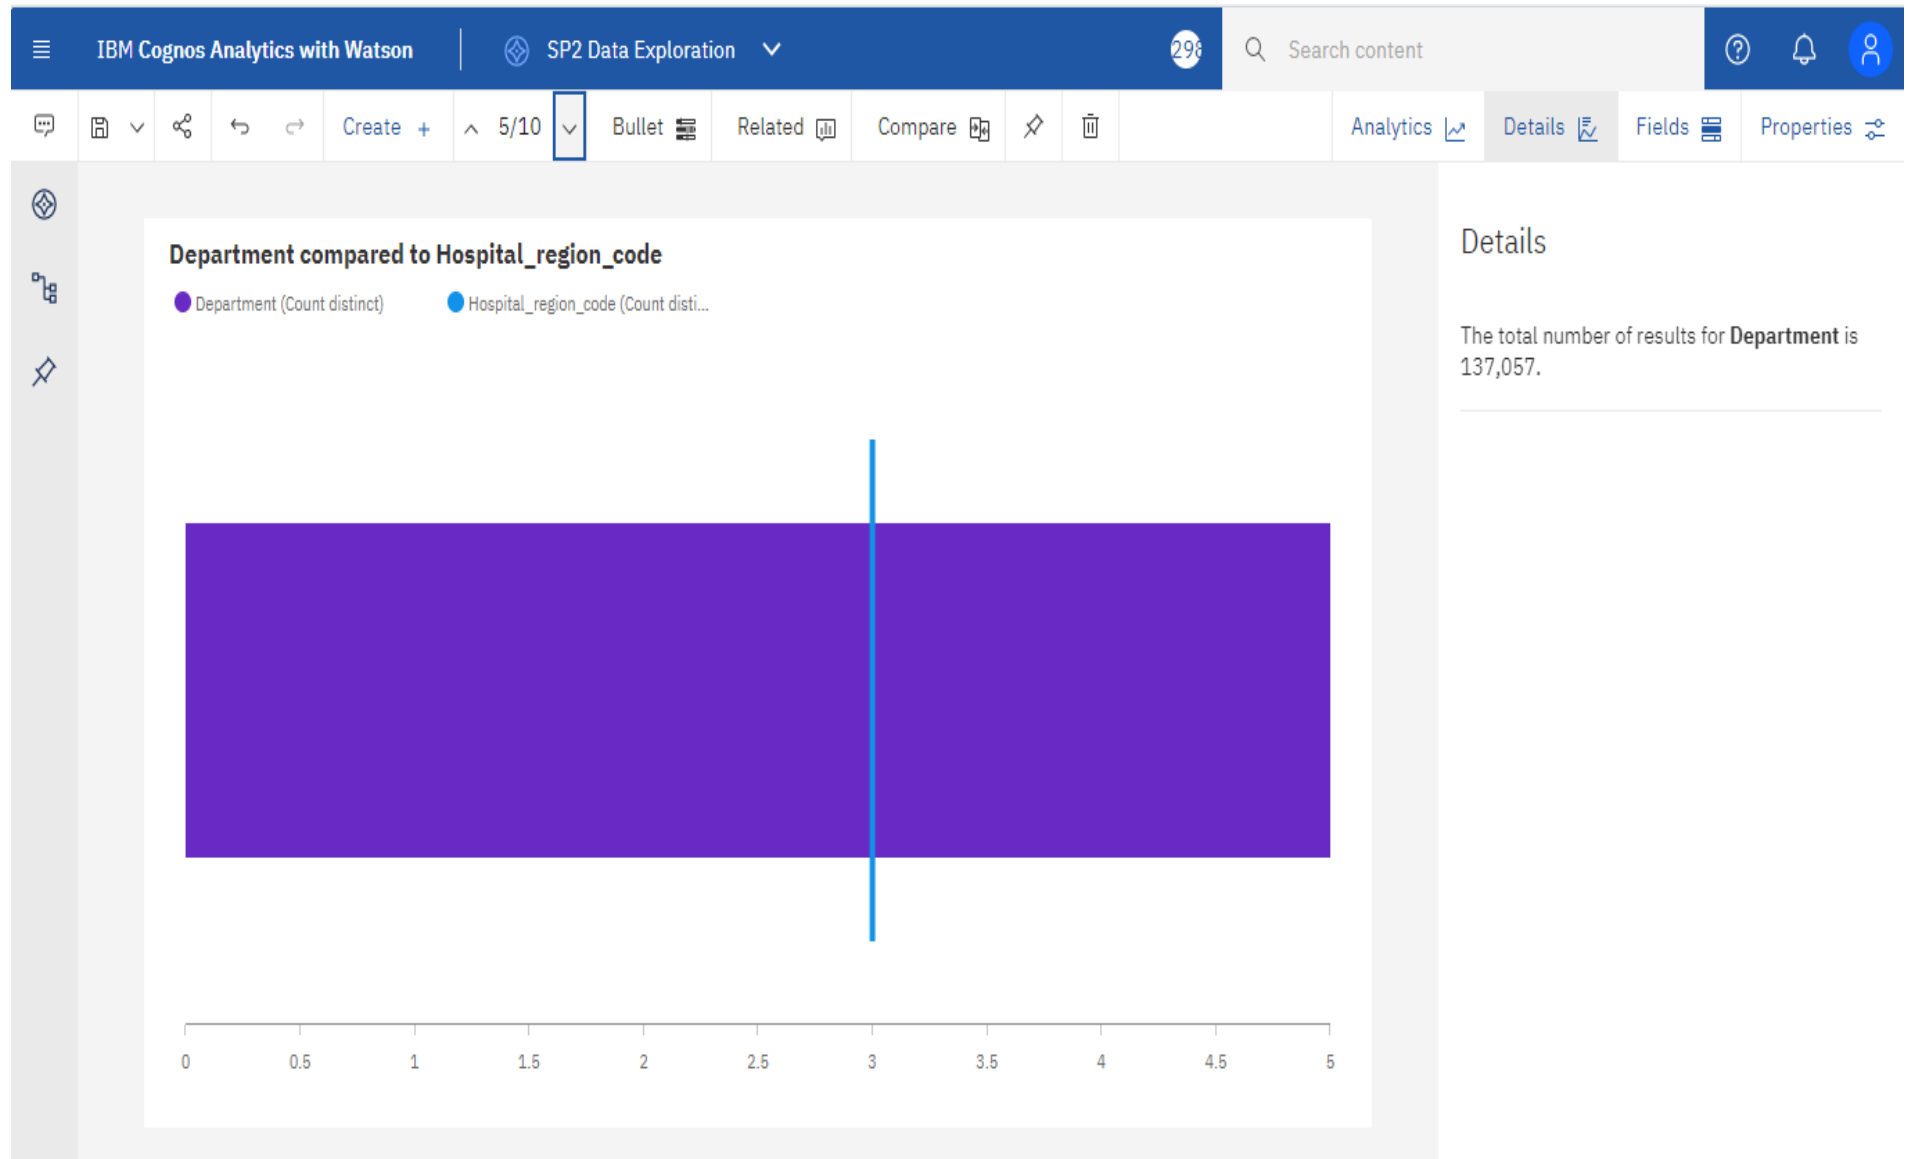 IBM Cognos Analytics with Watson SP2 Data Exploration 298 Search content
Create + 5/10 Bullet Related Compare Analytics Details Fields Properties
Department compared to Hospital_region_code
Department (Count distinct) Hospital_region_code (Count disti...
0 0.5 1 1.5 2 2.5 3 3.5 4 4.5 5
Details
The total number of results for Department is
137,057.